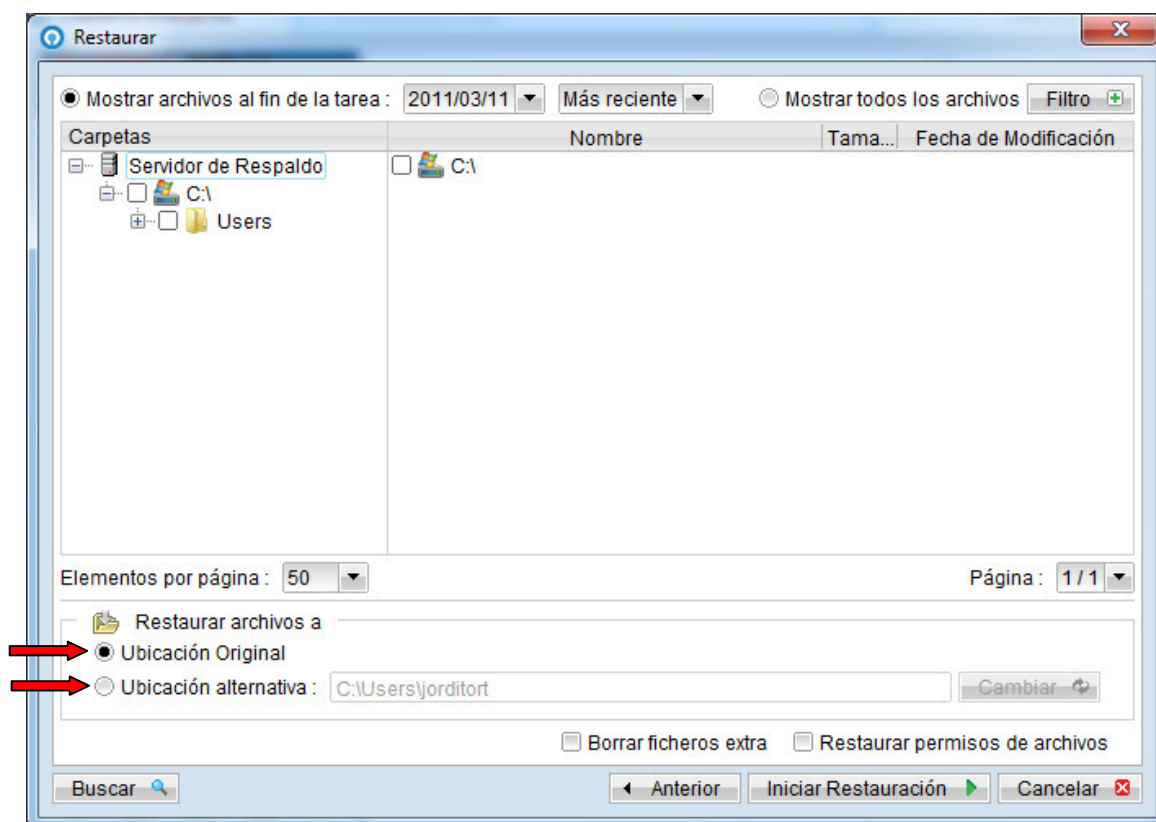 Restaurar
Mostrar archivos al fin de la tarea : 2011/03/11 Más reciente Mostrar todos los archivos Filtro
Carpetas Nombre Tama... Fecha de Modificación
Servidor de Respaldo C:\
C:\
Users
Elementos por página : 50 Página : 1 / 1
Restaurar archivos a
Ubicación Original
Ubicación alternativa : C:\Users\jorditort Cambiar
Borrar ficheros extra Restaurar permisos de archivos
Buscar Anterior Iniciar Restauración Cancelar